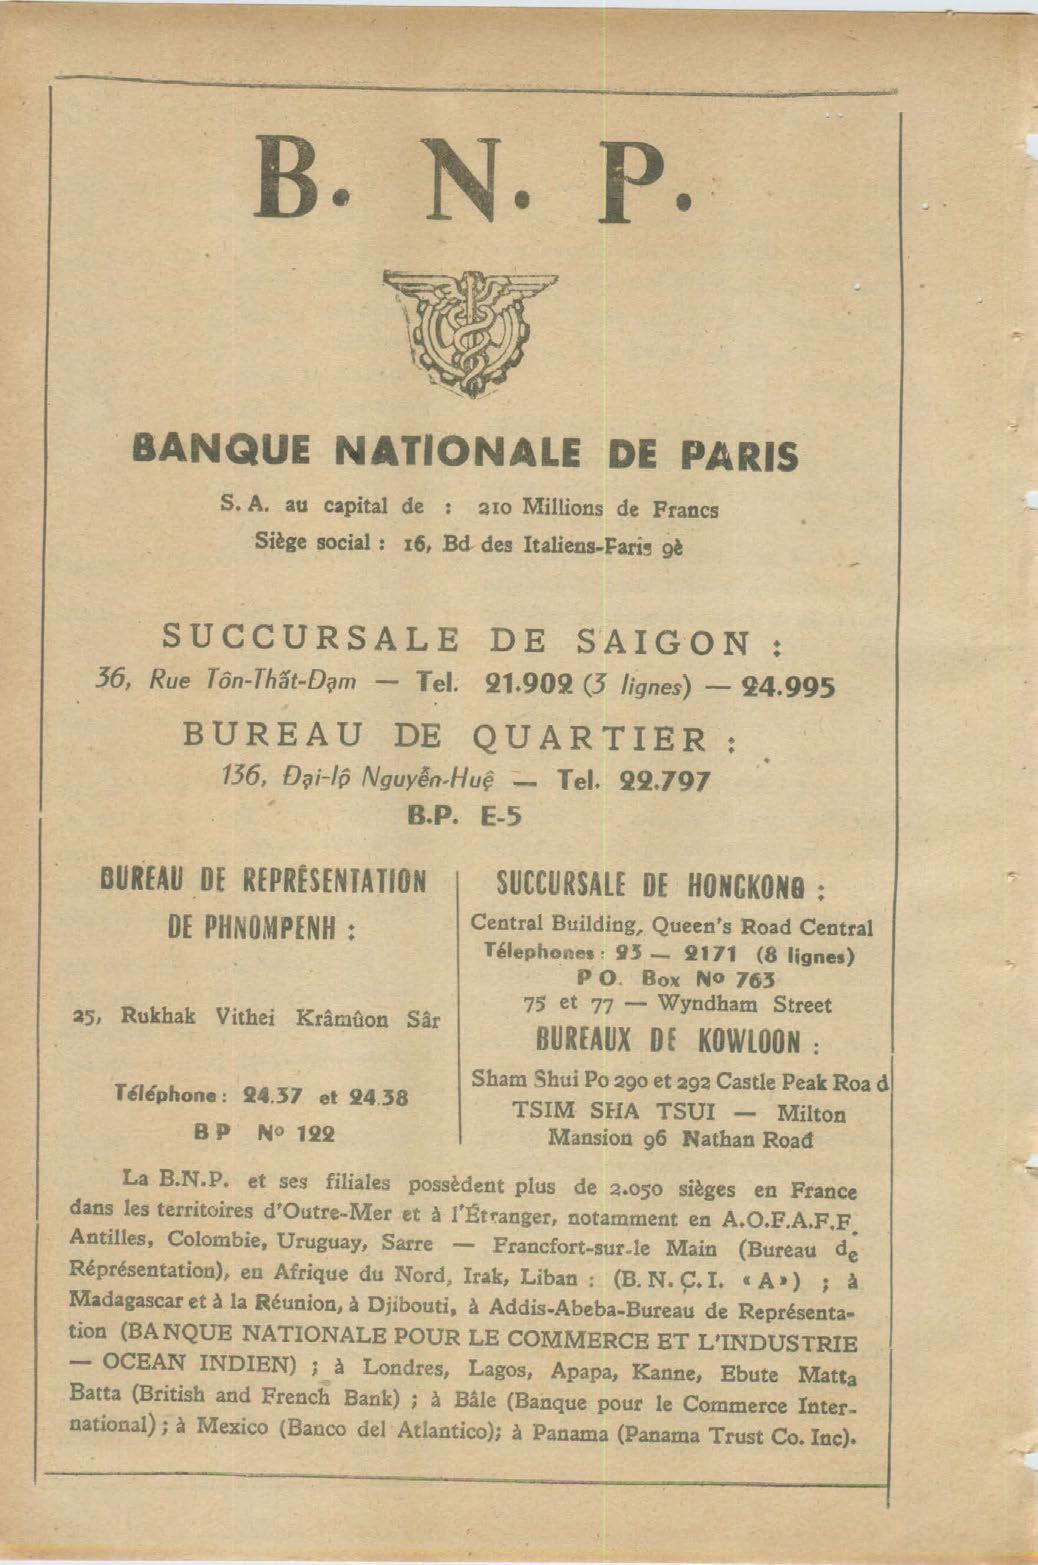 B. N. P.
BANQUE NATIONALE DE PARIS
S. A. au capital de : 210 Millions de Francs
Siège social : 16, Bd des Italiens-Paris 9è
SUCCURSALE DE SAIGON :
36, Rue Tôn-Thất-Đạm — Tel. 21.902 (3 lignes) — 24.995
BUREAU DE QUARTIER :
136, Đại-lộ Nguyễn-Huệ — Tel. 22.797
B.P. E-5
BUREAU DE REPRÉSENTATION
DE PHNOMPENH :
25, Rukhak Vithei Krâmûon Sâr
Téléphone : 24.37 et 24.38
B P Nº 122
SUCCURSALE DE HONGKONG :
Central Building, Queen's Road Central
Télephones : 23 — 2171 (8 lignes)
P O. Box Nº 763
75 et 77 — Wyndham Street
BUREAUX DE KOWLOON :
Sham Shui Po 290 et 292 Castle Peak Roa d
TSIM SHA TSUI — Milton
Mansion 96 Nathan Road
La B.N.P. et ses filiales possèdent plus de 2.050 sièges en France
dans les territoires d'Outre-Mer et à l'Étranger, notamment en A.O.F.A.F.F.
Antilles, Colombie, Uruguay, Sarre — Francfort-sur-le Main (Bureau de
Réprésentation), en Afrique du Nord, Irak, Liban : (B. N. Ç. I. « A ») ; à
Madagascar et à la Réunion, à Djibouti, à Addis-Abeba-Bureau de Représenta-
tion (BANQUE NATIONALE POUR LE COMMERCE ET L'INDUSTRIE
— OCEAN INDIEN) ; à Londres, Lagos, Apapa, Kanne, Ebute Matta
Batta (British and French Bank) ; à Bâle (Banque pour le Commerce Inter-
national) ; à Mexico (Banco del Atlantico); à Panama (Panama Trust Co. Inc).